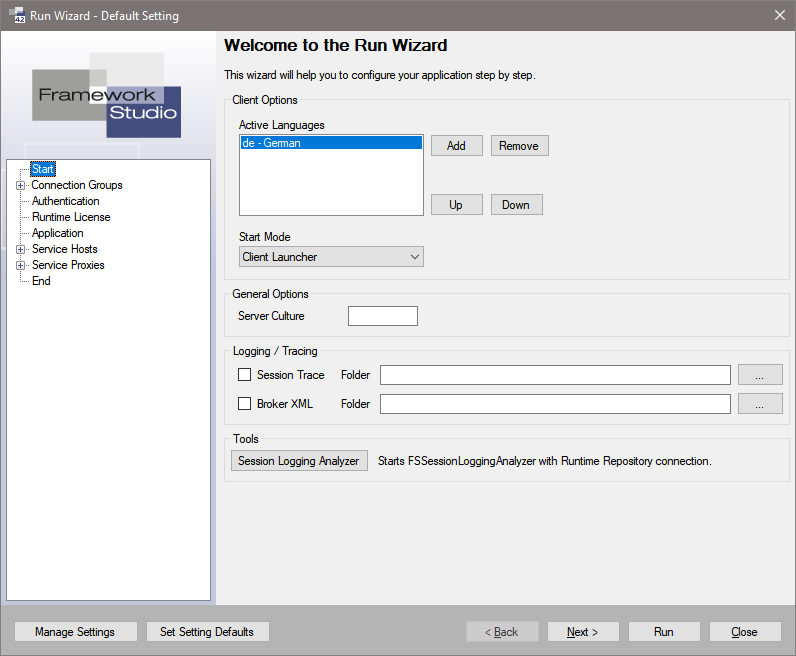 42
Run Wizard - Default Setting
Framework
Studio
Start
Connection Groups
Authentication
Runtime License
Application
Service Hosts
Service Proxies
End
Welcome to the Run Wizard
This wizard will help you to configure your application step by step.
Client Options
Active Languages
de - German
Add
Remove
Up
Down
Start Mode
Client Launcher
General Options
Server Culture
Logging / Tracing
Session Trace Folder ...
Broker XML Folder ...
Tools
Session Logging Analyzer Starts FSSessionLoggingAnalyzer with Runtime Repository connection.
Manage Settings Set Setting Defaults < Back Next > Run Close